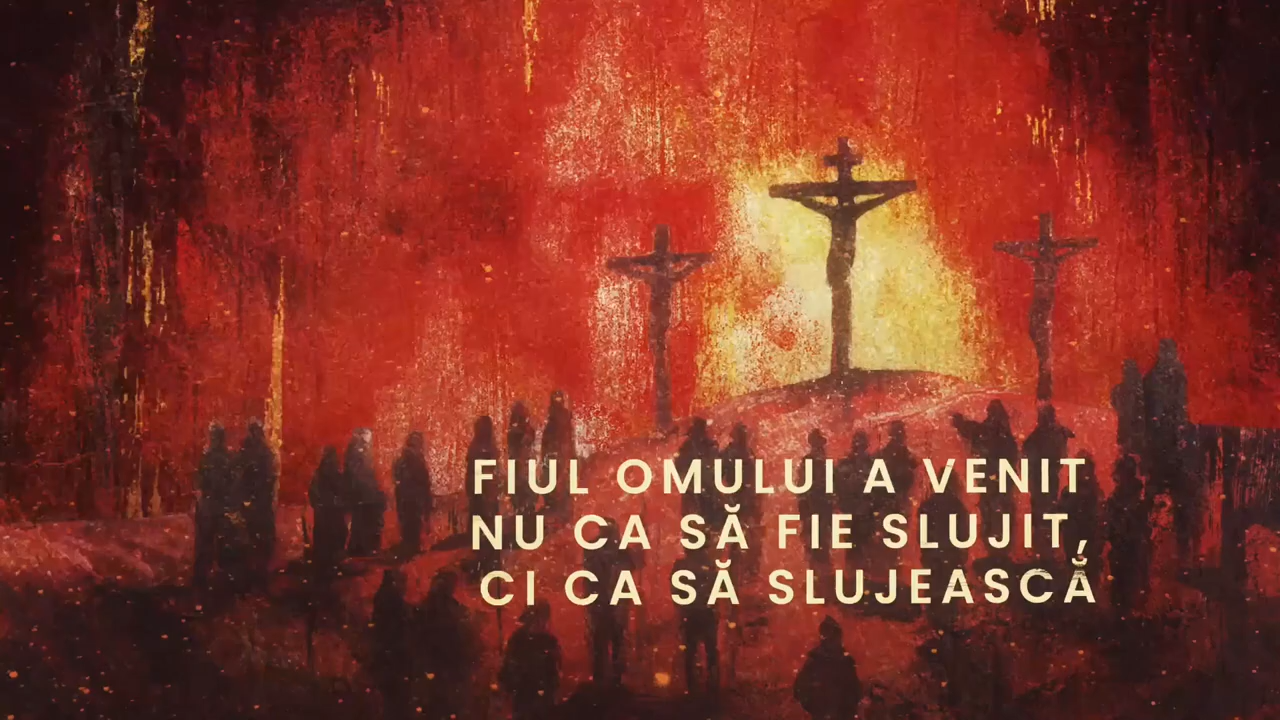 FIUL OMULUI A VENIT
NU CA SĂ FIE SLUJIT,
CI CA SĂ SLUJEASCĂ